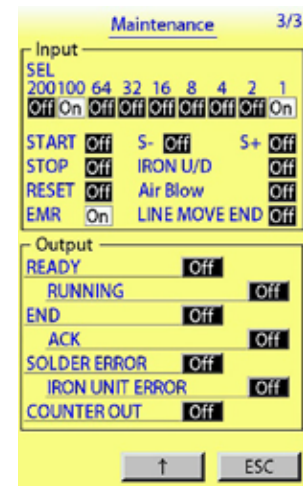 Maintenance 3/3
Input
SEL
200 100 64 32 16 8 4 2 1
Off On Off Off Off Off Off Off On
START Off S- Off S+ Off
STOP Off IRON U/D Off
RESET Off Air Blow Off
EMR On LINE MOVE END Off
Output
READY Off
RUNNING Off
END Off
ACK Off
SOLDER ERROR Off
IRON UNIT ERROR Off
COUNTER OUT Off
↑ ESC